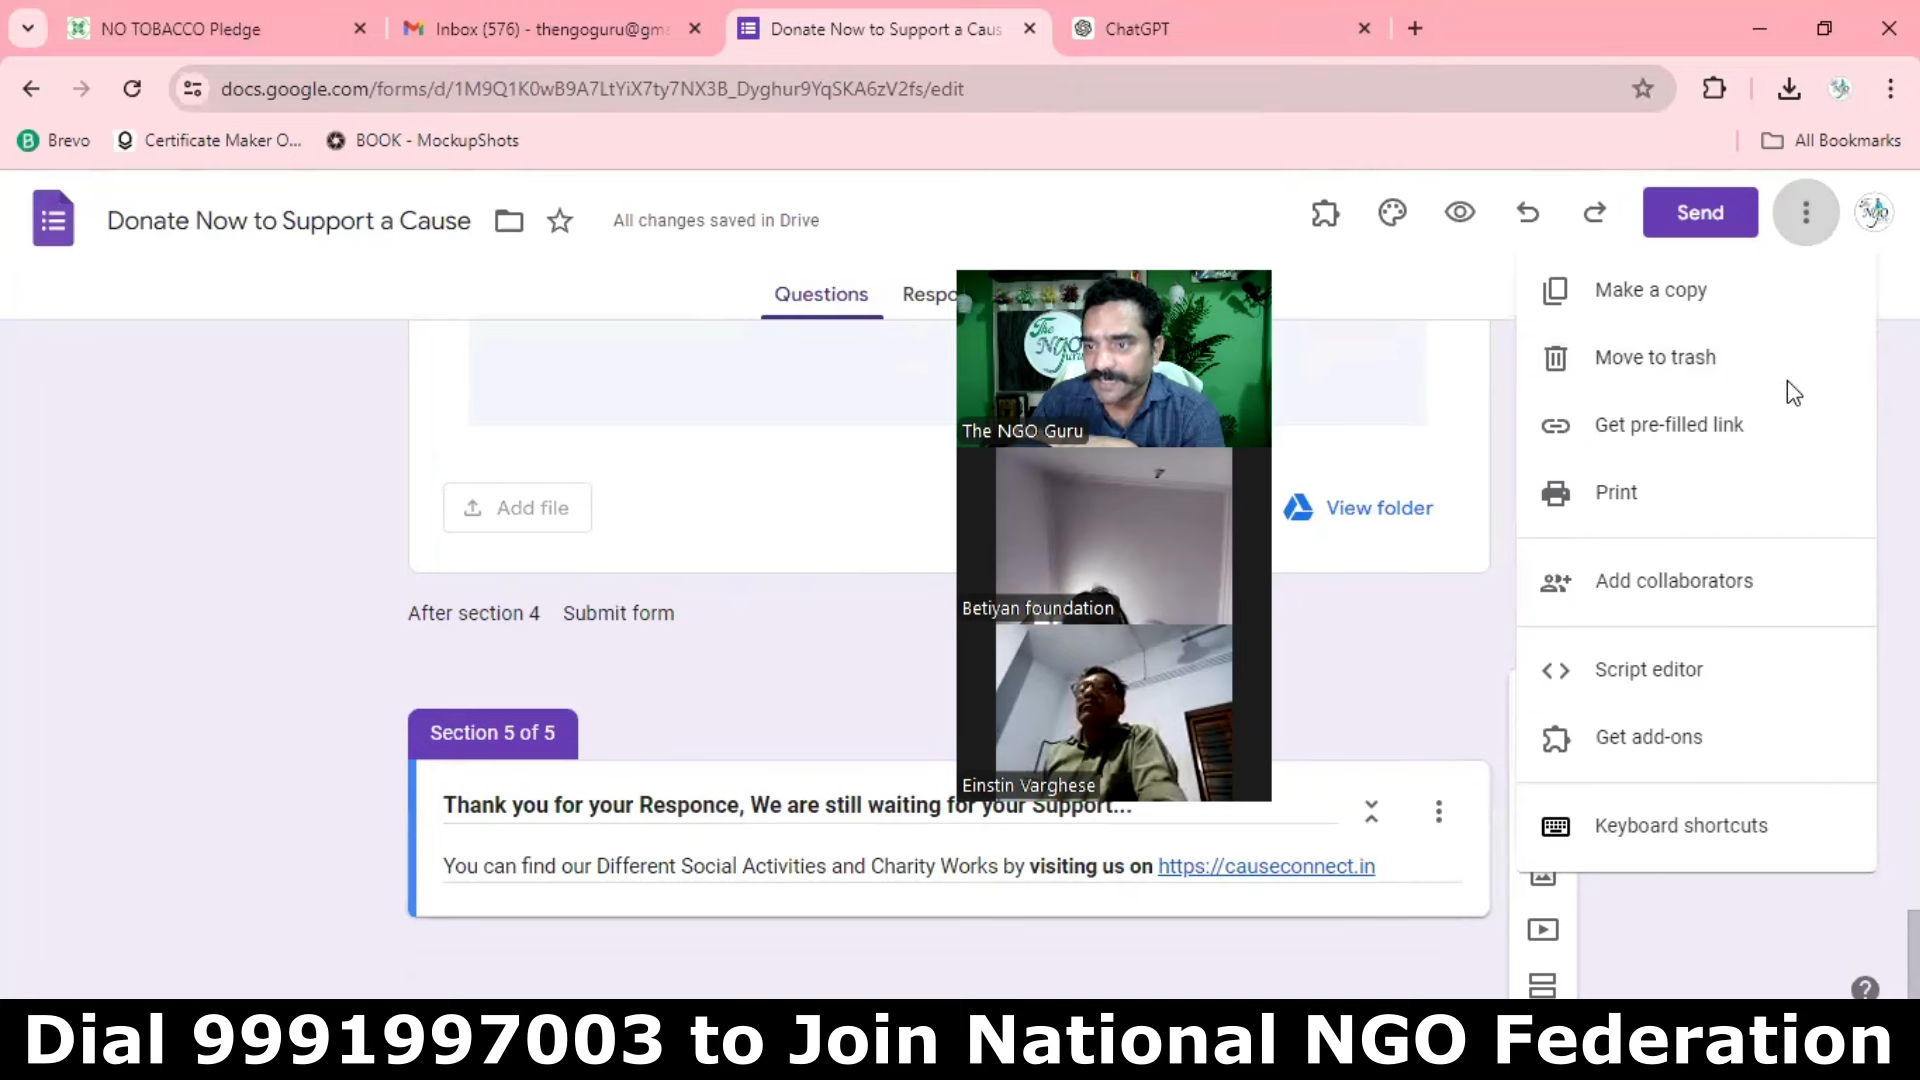 NO TOBACCO Pledge
Inbox (576) - thengoguru@gm
Donate Now to Support a Caus
ChatGPT
docs.google.com/forms/d/1M9Q1K0wB9A7LtYiX7ty7NX3B_Dyghur9YqSKA6zV2fs/edit
Brevo
Certificate Maker O...
BOOK - MockupShots
All Bookmarks
Donate Now to Support a Cause
All changes saved in Drive
Send
Questions
Respo
Make a copy
Move to trash
Get pre-filled link
Print
Add collaborators
Script editor
Get add-ons
Keyboard shortcuts
The NGO guru
The NGO Guru
Betiyan foundation
Einstin Varghese
Add file
View folder
After section 4 Submit form
Section 5 of 5
Thank you for your Responce, We are still waiting for your Support...
You can find our Different Social Activities and Charity Works by visiting us on https://causeconnect.in
Dial 9991997003 to Join National NGO Federation